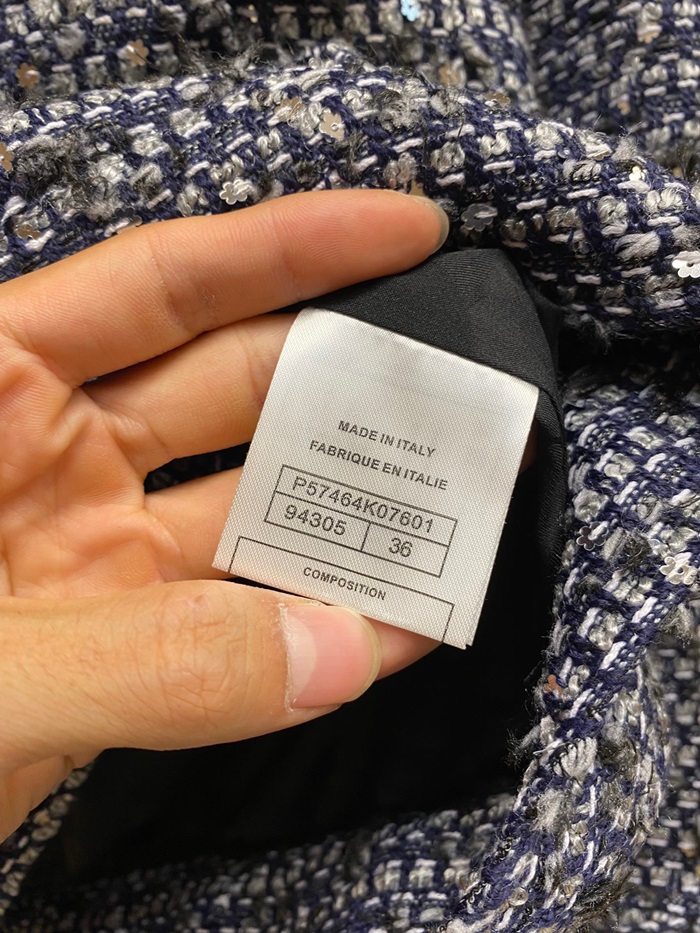 MADE IN ITALY
FABRIQUE EN ITALIE
P57464K07601
94305 36
COMPOSITION